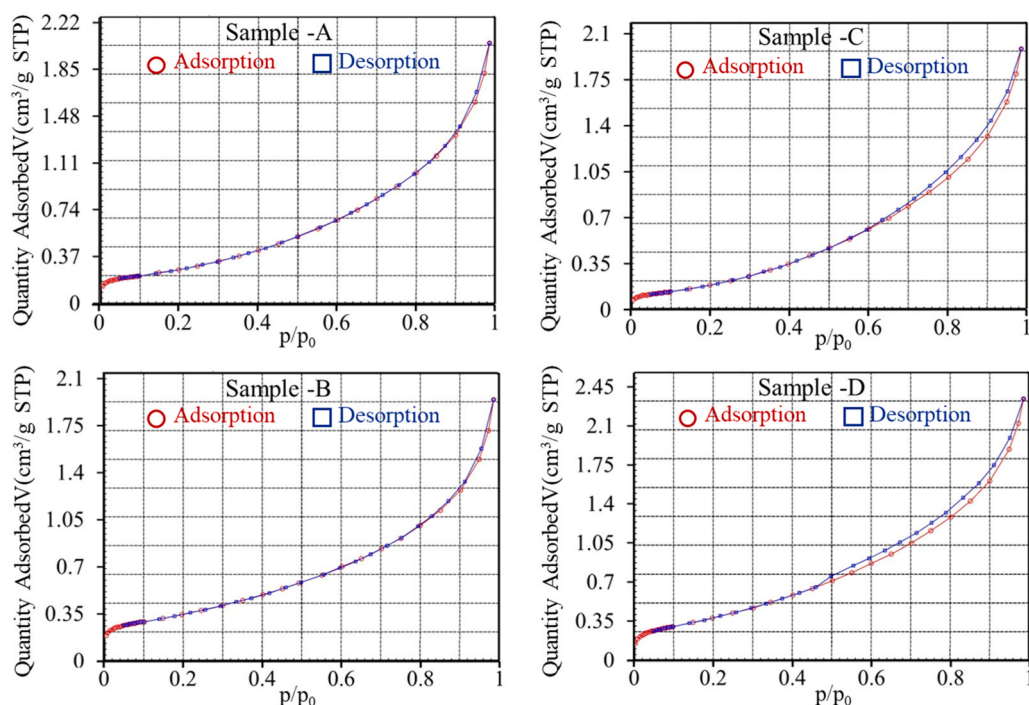 Sample -A
Adsorption Desorption
Quantity AdsorbedV(cm³/g STP)
2.22
1.85
1.48
1.11
0.74
0.37
0
0 0.2 0.4 0.6 0.8 1
p/p₀
Sample -C
Adsorption Desorption
Quantity AdsorbedV(cm³/g STP)
2.1
1.75
1.4
1.05
0.7
0.35
0
0 0.2 0.4 0.6 0.8 1
p/p₀
Sample -B
Adsorption Desorption
Quantity AdsorbedV(cm³/g STP)
2.1
1.75
1.4
1.05
0.7
0.35
0
0 0.2 0.4 0.6 0.8 1
p/p₀
Sample -D
Adsorption Desorption
Quantity AdsorbedV(cm³/g STP)
2.45
2.1
1.75
1.4
1.05
0.7
0.35
0
0 0.2 0.4 0.6 0.8 1
p/p₀